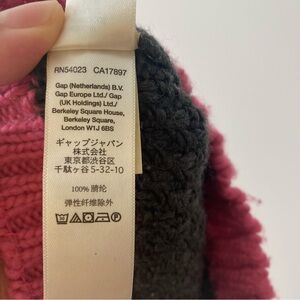 RN54023 CA17897
Gap (Netherlands) B.V.
Gap Europe Ltd./ Gap
(UK Holdings) Ltd./
Berkeley Square House,
Berkeley Square,
London W1J 6BS
ギャップジャパン
株式会社
東京都渋谷区
千駄ヶ谷5-32-10
100% 腈纶
弹性纤维除外